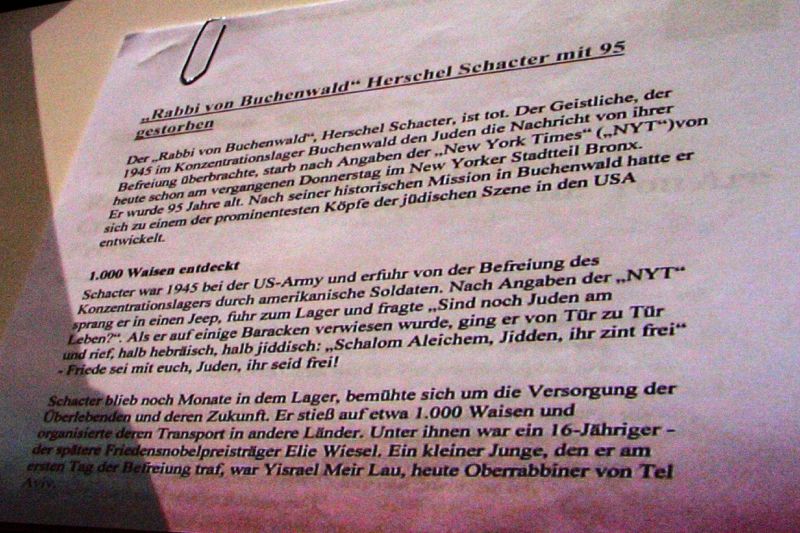 „Rabbi von Buchenwald“ Herschel Schacter mit 95
gestorben
Der „Rabbi von Buchenwald“, Herschel Schacter, ist tot. Der Geistliche, der
1945 im Konzentrationslager Buchenwald den Juden die Nachricht von ihrer
Befreiung überbrachte, starb nach Angaben der „New York Times“ („NYT“)von
heute schon am vergangenen Donnerstag im New Yorker Stadtteil Bronx.
Er wurde 95 Jahre alt. Nach seiner historischen Mission in Buchenwald hatte er
sich zu einem der prominentesten Köpfe der jüdischen Szene in den USA
entwickelt.
1.000 Waisen entdeckt
Schacter war 1945 bei der US-Army und erfuhr von der Befreiung des
Konzentrationslagers durch amerikanische Soldaten. Nach Angaben der „NYT“
sprang er in einen Jeep, fuhr zum Lager und fragte „Sind noch Juden am
Leben?“. Als er auf einige Baracken verwiesen wurde, ging er von Tür zu Tür
und rief, halb hebräisch, halb jiddisch: „Schalom Aleichem, Jidden, ihr zint frei“
- Friede sei mit euch, Juden, ihr seid frei!
Schacter blieb noch Monate in dem Lager, bemühte sich um die Versorgung der
Überlebenden und deren Zukunft. Er stieß auf etwa 1.000 Waisen und
organisierte deren Transport in andere Länder. Unter ihnen war ein 16-Jähriger -
der spätere Friedensnobelpreisträger Elie Wiesel. Ein kleiner Junge, den er am
ersten Tag der Befreiung traf, war Yisrael Meir Lau, heute Oberrabbiner von Tel
Aviv.